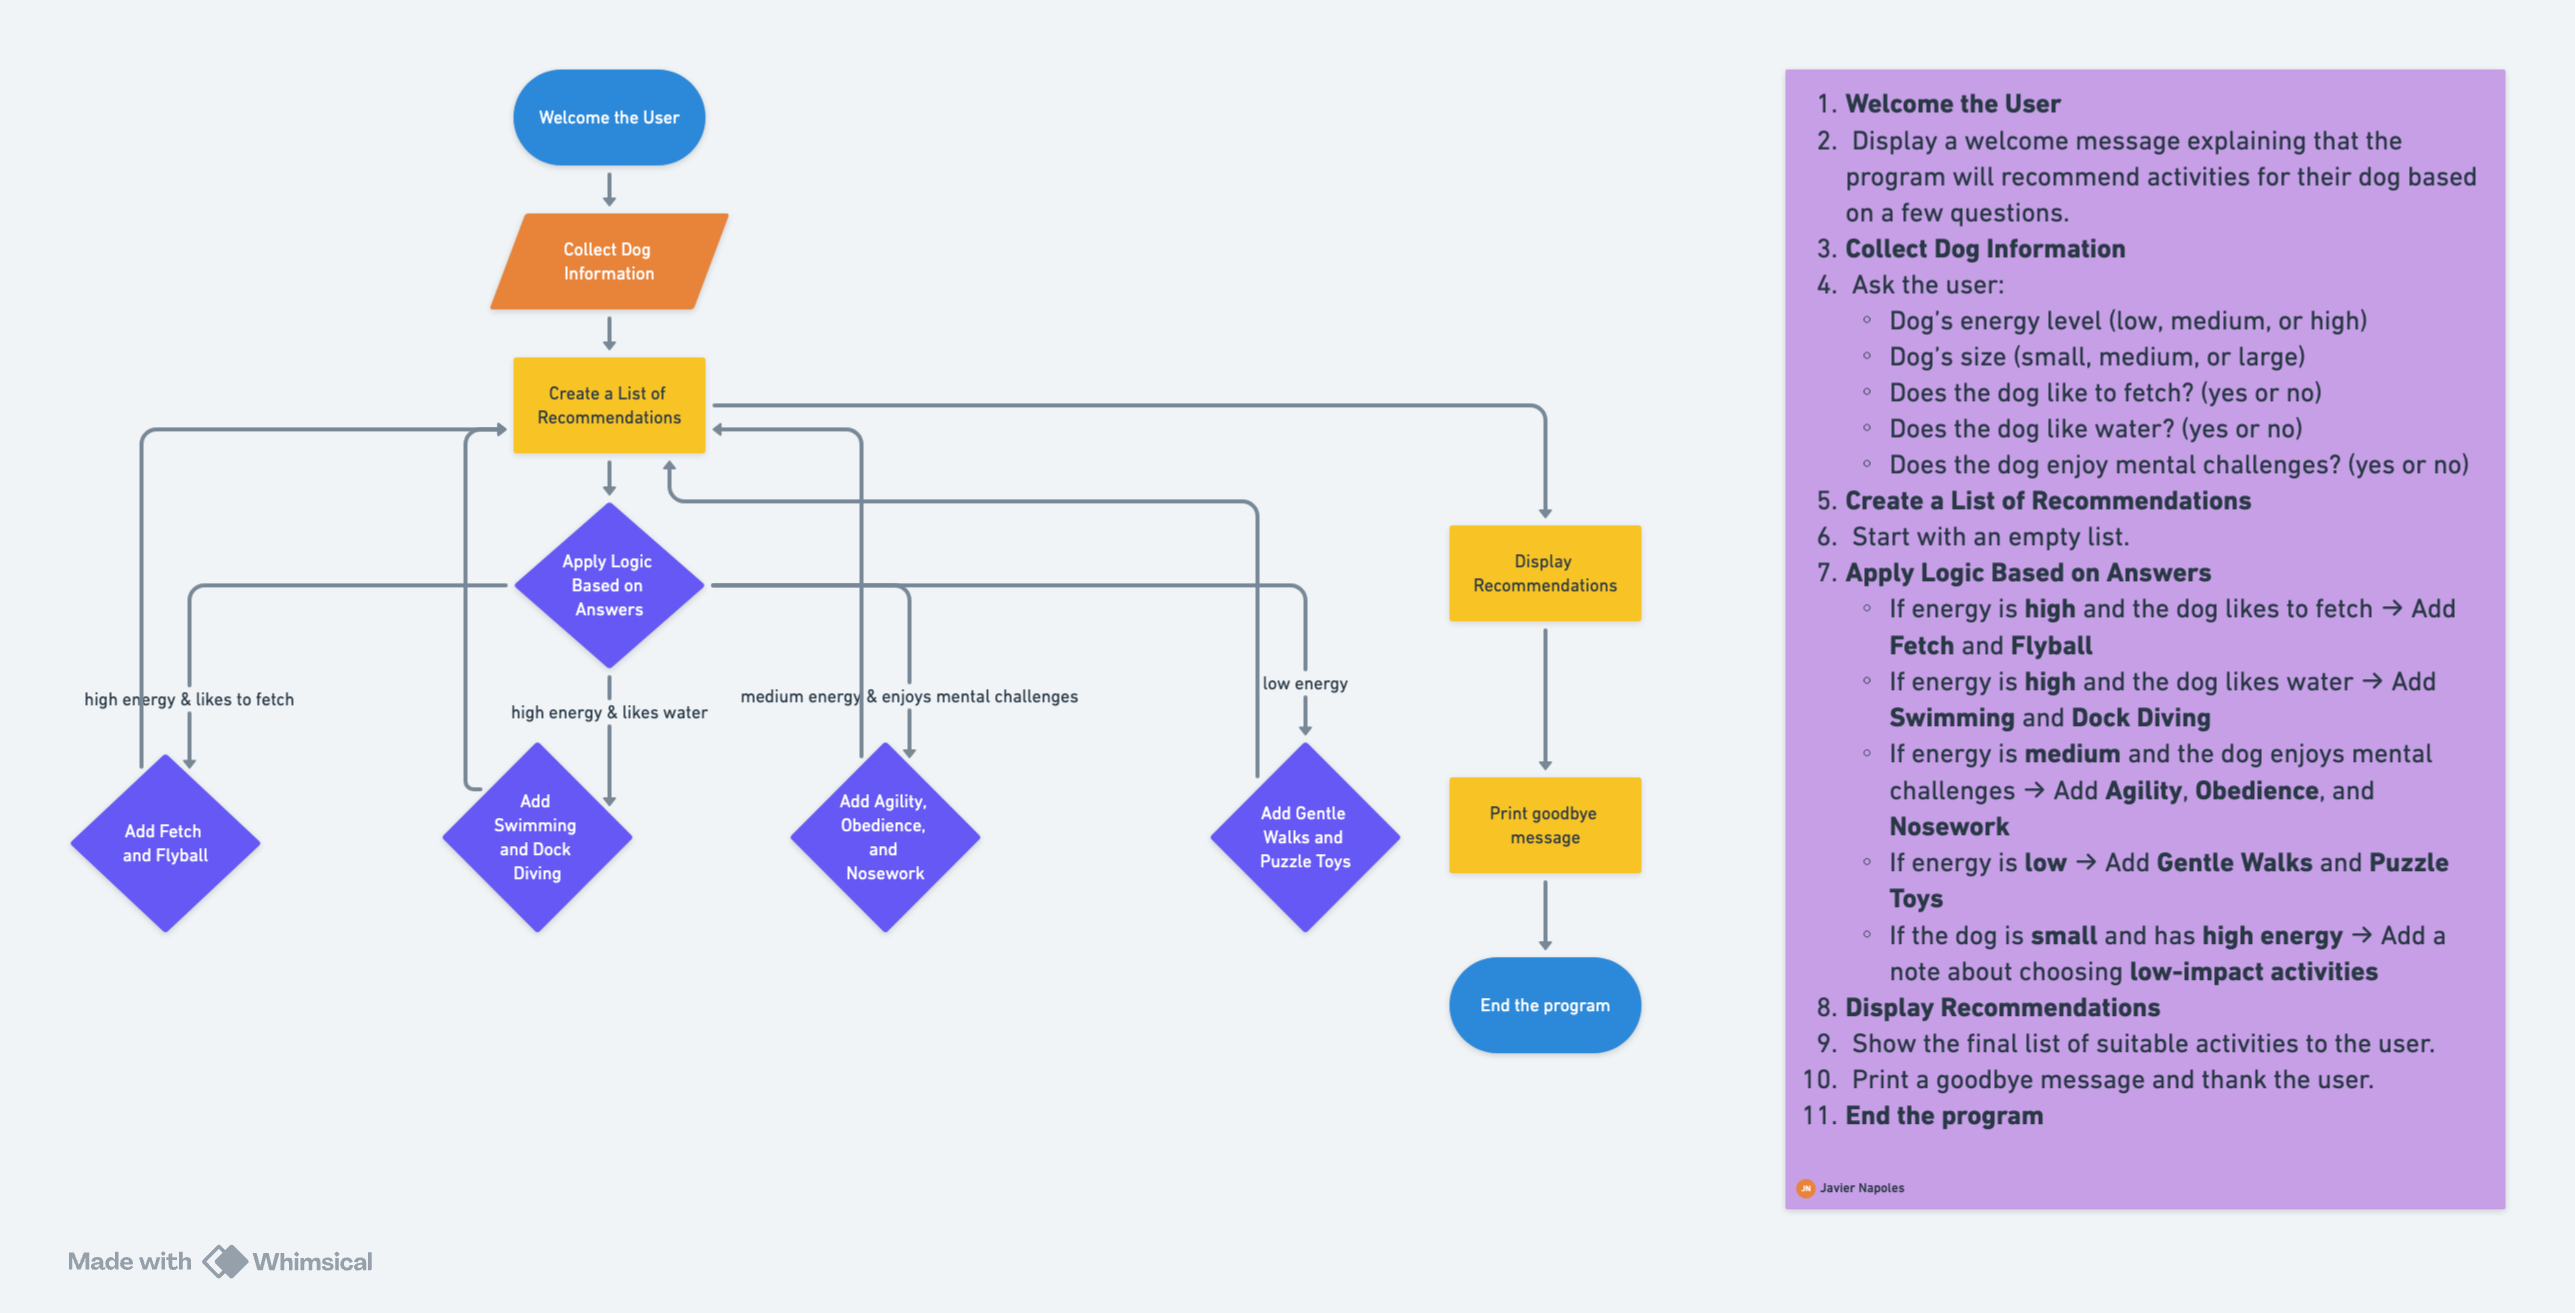 Welcome the User
Collect Dog
Information
Create a List of
Recommendations
Apply Logic
Based on
Answers
high energy & likes to fetch
high energy & likes water
medium energy & enjoys mental challenges
low energy
Add Fetch
and Flyball
Add
Swimming
and Dock
Diving
Add Agility,
Obedience,
and
Nosework
Add Gentle
Walks and
Puzzle Toys
Display
Recommendations
Print goodbye
message
End the program
1. Welcome the User
2. Display a welcome message explaining that the
program will recommend activities for their dog based
on a few questions.
3. Collect Dog Information
4. Ask the user:
◦ Dog’s energy level (low, medium, or high)
◦ Dog’s size (small, medium, or large)
◦ Does the dog like to fetch? (yes or no)
◦ Does the dog like water? (yes or no)
◦ Does the dog enjoy mental challenges? (yes or no)
5. Create a List of Recommendations
6. Start with an empty list.
7. Apply Logic Based on Answers
◦ If energy is high and the dog likes to fetch → Add
Fetch and Flyball
◦ If energy is high and the dog likes water → Add
Swimming and Dock Diving
◦ If energy is medium and the dog enjoys mental
challenges → Add Agility, Obedience, and
Nosework
◦ If energy is low → Add Gentle Walks and Puzzle
Toys
◦ If the dog is small and has high energy → Add a
note about choosing low-impact activities
8. Display Recommendations
9. Show the final list of suitable activities to the user.
10. Print a goodbye message and thank the user.
11. End the program
JN Javier Napoles
Made with Whimsical